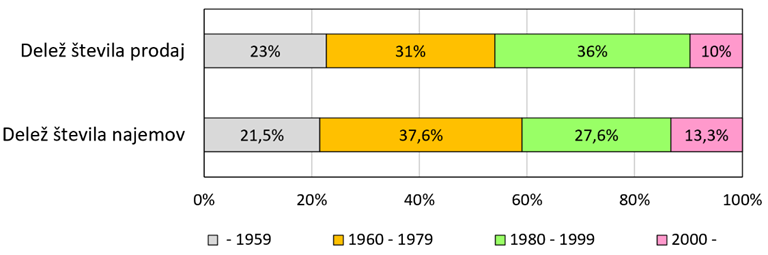 Delež števila prodaj 23% 31% 36% 10%
Delež števila najemov 21,5% 37,6% 27,6% 13,3%
0% 20% 40% 60% 80% 100%
- 1959 1960 - 1979 1980 - 1999 2000 -